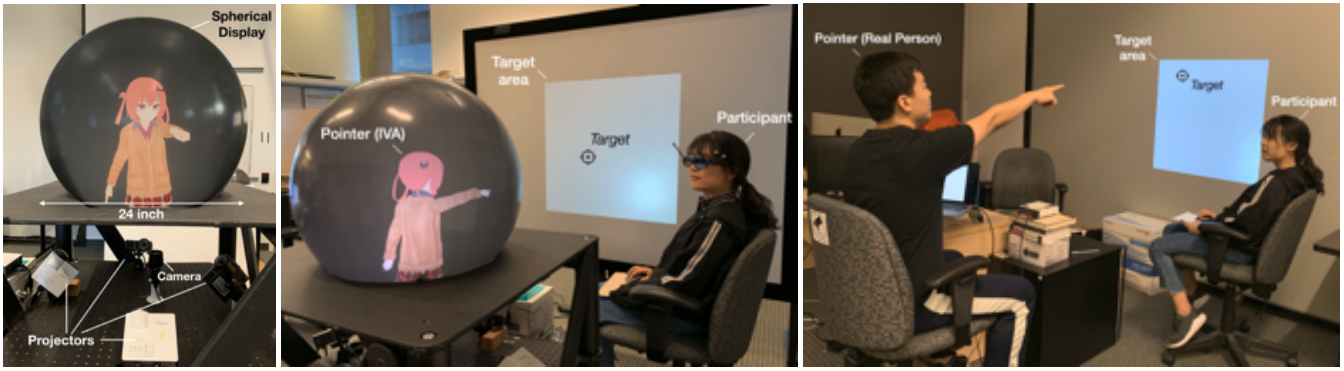 Spherical
Display
24 inch
Camera
Projectors
Target
area
Pointer (IVA)
Target
Participant
Pointer (Real Person)
Target
area
Target
Participant